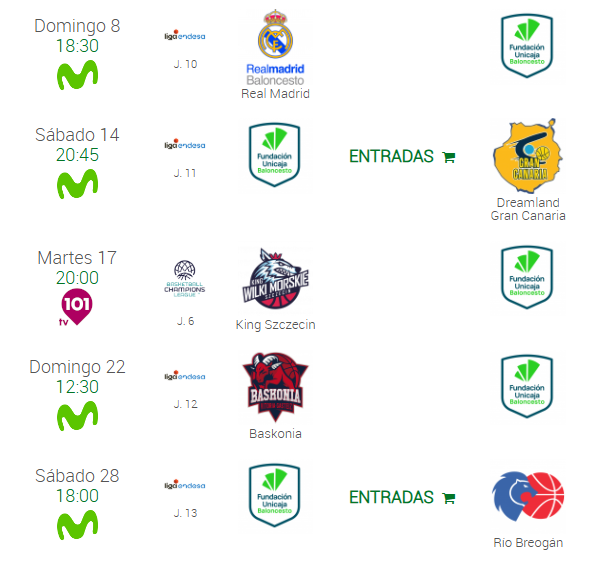 Domingo 8
18:30
liga endesa
J. 10
Realmadrid
Baloncesto
Real Madrid
Fundación
Unicaja
Baloncesto
Sábado 14
20:45
liga endesa
J. 11
Fundación
Unicaja
Baloncesto
ENTRADAS
GRAN
CANARIA
Dreamland
Gran Canaria
Martes 17
20:00
101
tv
BASKETBALL
CHAMPIONS
LEAGUE
J. 6
KING
WILKI MORSKIE
SZCZECIN
King Szczecin
Fundación
Unicaja
Baloncesto
Domingo 22
12:30
liga endesa
J. 12
BASKONIA
Baskonia
Fundación
Unicaja
Baloncesto
Sábado 28
18:00
liga endesa
J. 13
Fundación
Unicaja
Baloncesto
ENTRADAS
Río Breogán